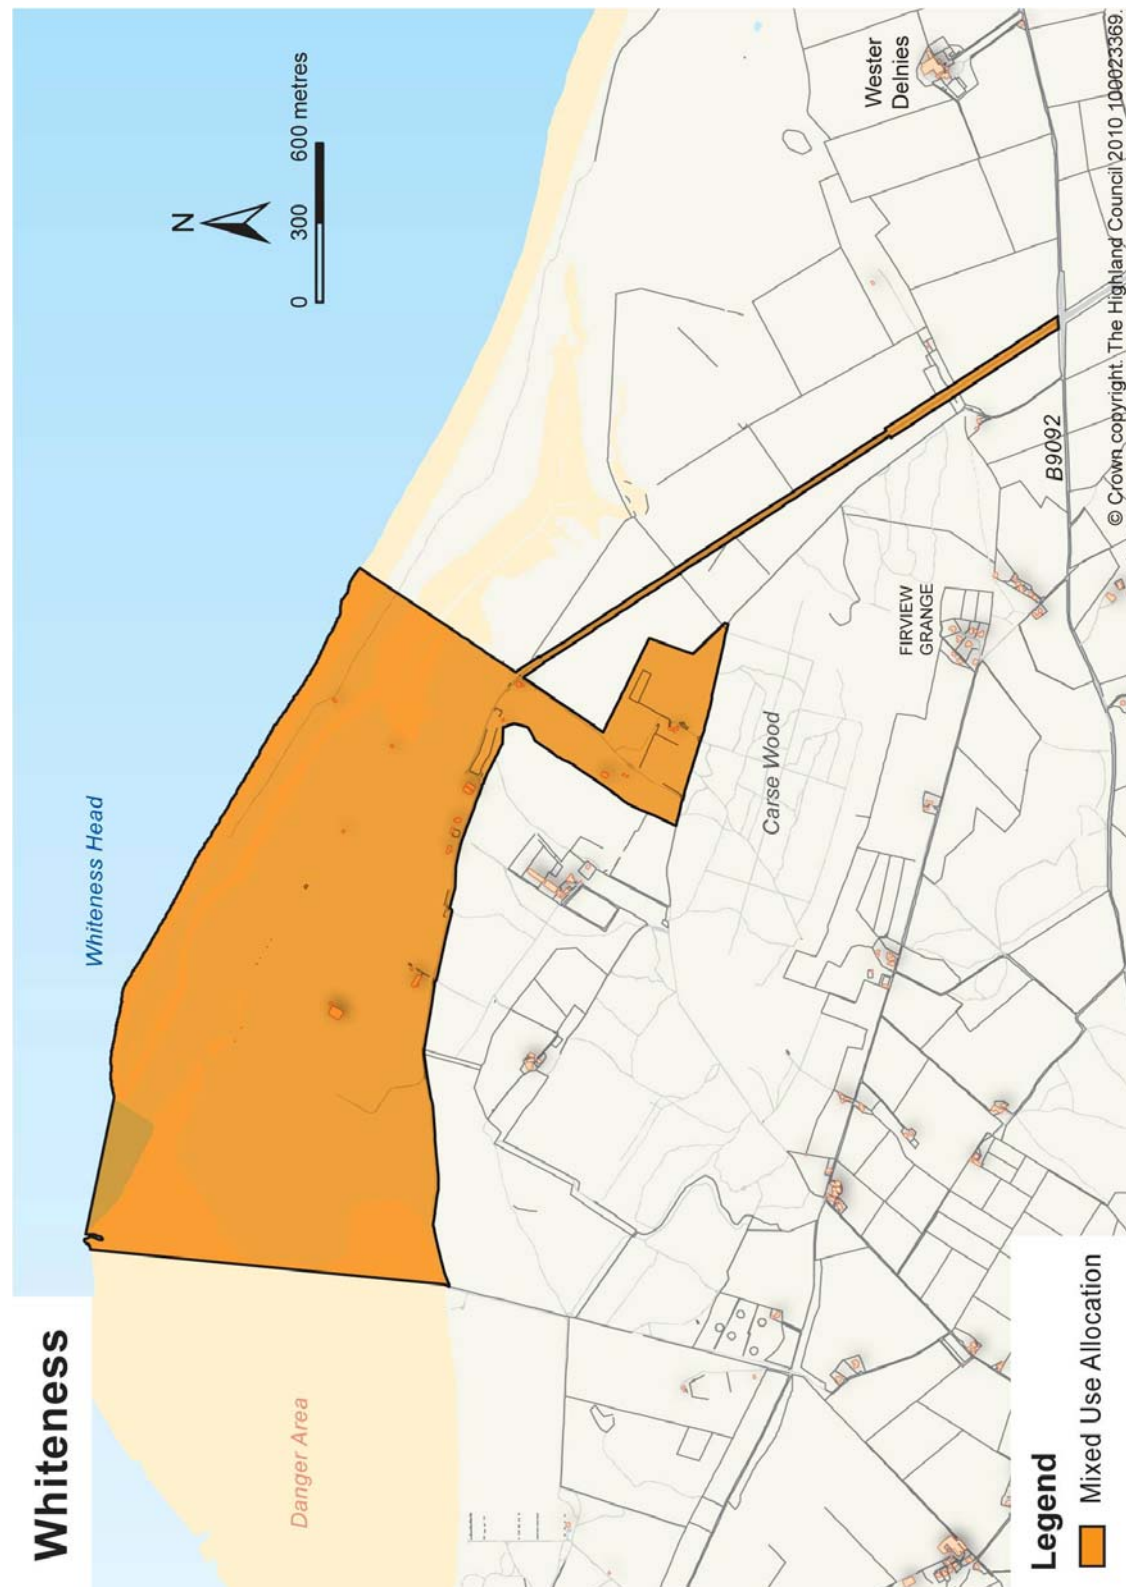 Whiteness
Whiteness Head
N
0 300 600 metres
Danger Area
Carse Wood
FIRVIEW
GRANGE
Wester
Delnies
B9092
Legend
Mixed Use Allocation
© Crown copyright. The Highland Council 2010 100023369.